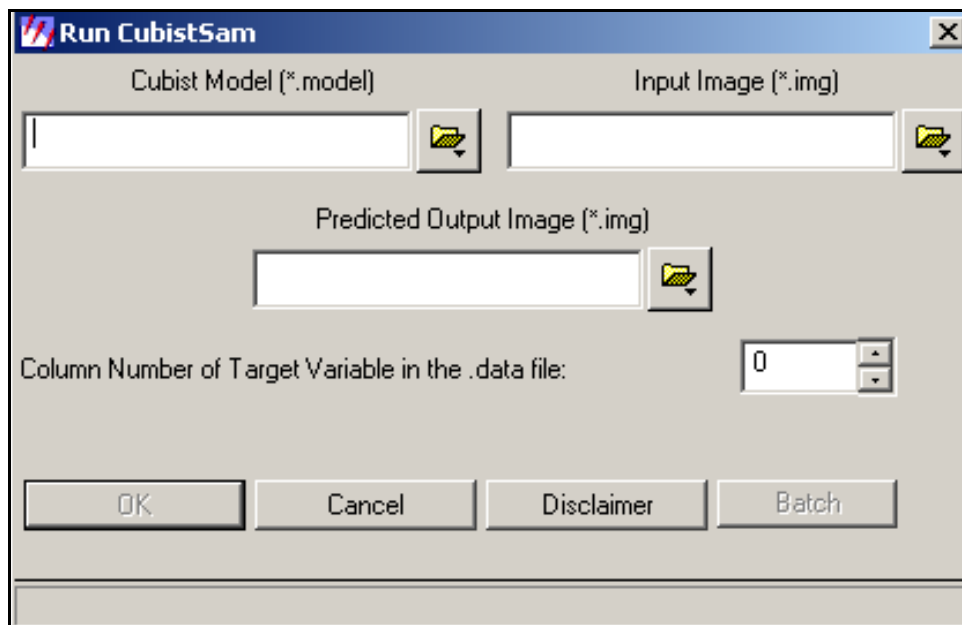 Run CubistSam
Cubist Model (*.model)
Input Image (*.img)
Predicted Output Image (*.img)
Column Number of Target Variable in the .data file:
0
OK
Cancel
Disclaimer
Batch